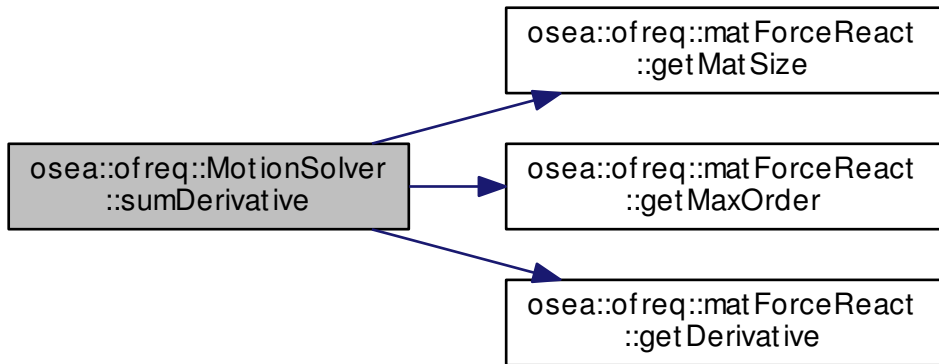 osea::ofreq::matForceReact
::getMatSize
osea::ofreq::MotionSolver
::sumDerivative
osea::ofreq::matForceReact
::getMaxOrder
osea::ofreq::matForceReact
::getDerivative